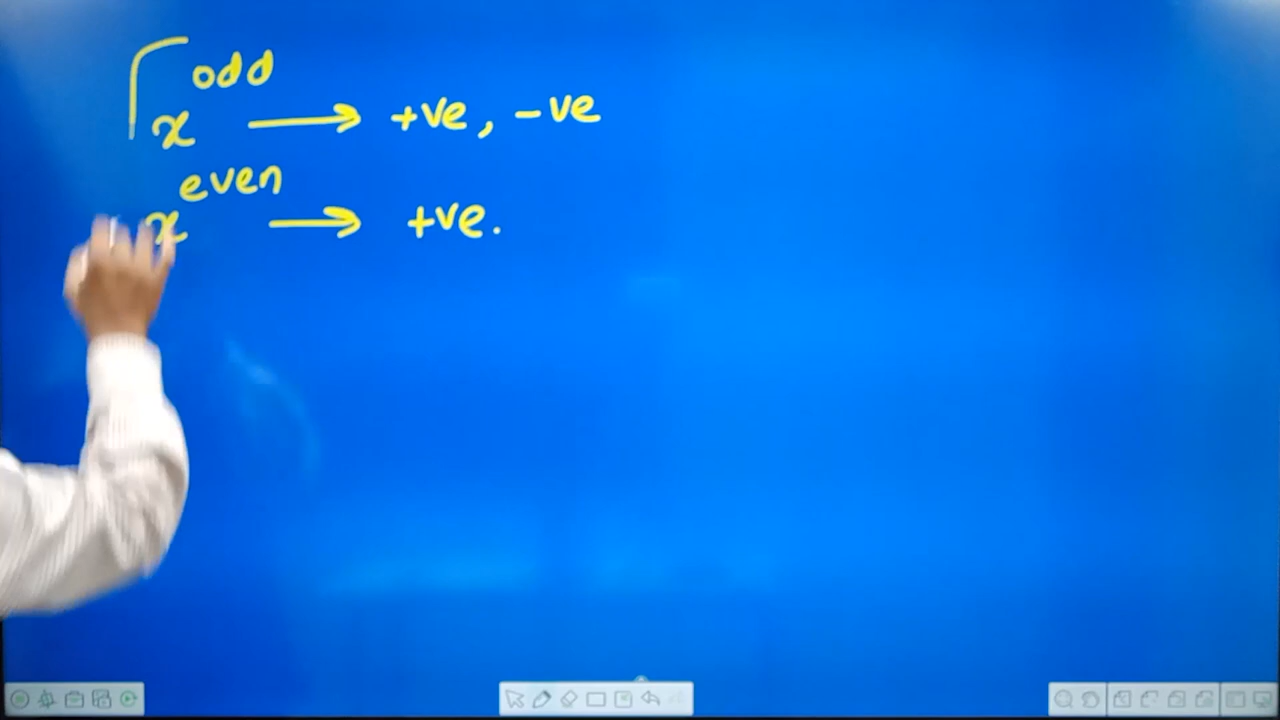 x^odd → +ve, -ve
x^even → +ve.